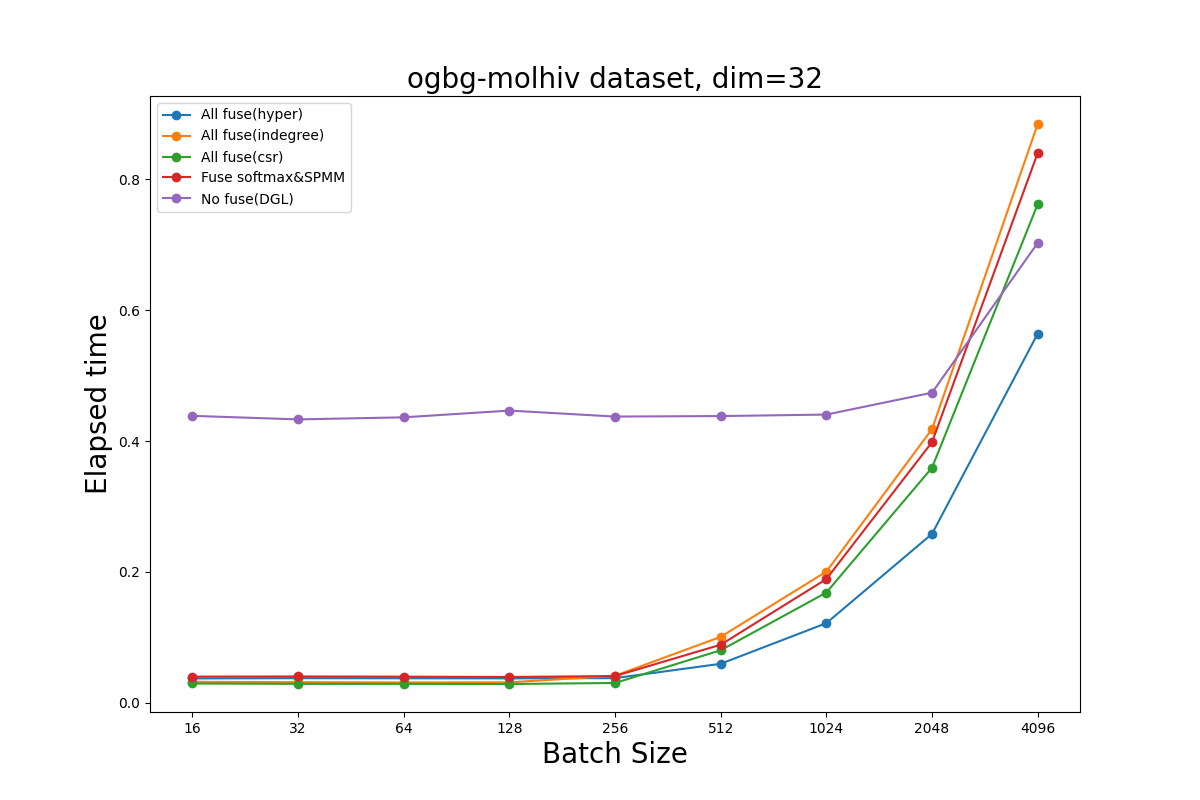 ogbg-molhiv dataset, dim=32
All fuse(hyper)
All fuse(indegree)
All fuse(csr)
Fuse softmax&SPMM
No fuse(DGL)
Elapsed time
0.8
0.6
0.4
0.2
0.0
16 32 64 128 256 512 1024 2048 4096
Batch Size